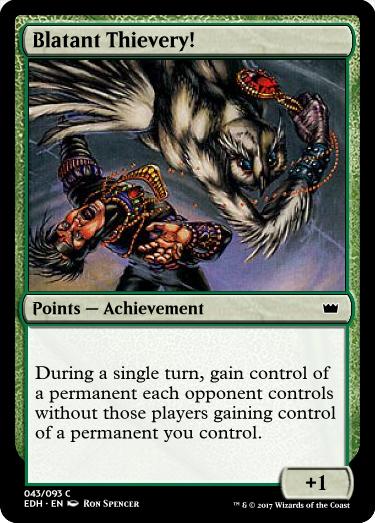 Blatant Thievery!
Points — Achievement
During a single turn, gain control of
a permanent each opponent controls
without those players gaining control
of a permanent you control.
+1
043/093 C
EDH • EN Ron Spencer
™ & © 2017 Wizards of the Coast